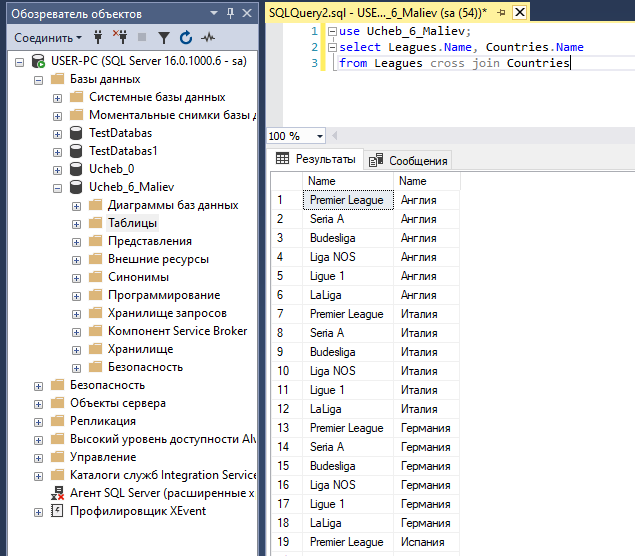 Обозреватель объектов
Соединить
USER-PC (SQL Server 16.0.1000.6 - sa)
Базы данных
Системные базы данных
Моментальные снимки базы д
TestDatabas
TestDatabas1
Ucheb_0
Ucheb_6_Maliev
Диаграммы баз данных
Таблицы
Представления
Внешние ресурсы
Синонимы
Программирование
Хранилище запросов
Компонент Service Broker
Хранилище
Безопасность
Безопасность
Объекты сервера
Репликация
Высокий уровень доступности Alw
Управление
Каталоги служб Integration Service
Агент SQL Server (расширенные х
Профилировщик XEvent
SQLQuery2.sql - USE..._6_Maliev (sa (54))*
1 use Ucheb_6_Maliev;
2 select Leagues.Name, Countries.Name
3 from Leagues cross join Countries
100 %
Результаты Сообщения
Name Name
1 Premier League Англия
2 Seria A Англия
3 Budesliga Англия
4 Liga NOS Англия
5 Ligue 1 Англия
6 LaLiga Англия
7 Premier League Италия
8 Seria A Италия
9 Budesliga Италия
10 Liga NOS Италия
11 Ligue 1 Италия
12 LaLiga Италия
13 Premier League Германия
14 Seria A Германия
15 Budesliga Германия
16 Liga NOS Германия
17 Ligue 1 Германия
18 LaLiga Германия
19 Premier League Испания